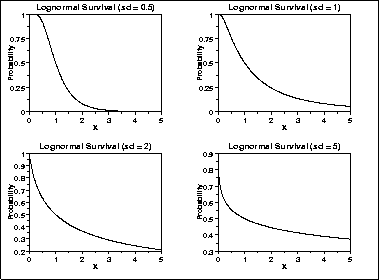 Lognormal Survival (sd = 0.5)
Probability
1
0.75
0.5
0.25
0
0 1 2 3 4 5
X
Lognormal Survival (sd = 1)
Probability
1
0.75
0.5
0.25
0
0 1 2 3 4 5
X
Lognormal Survival (sd = 2)
Probability
1
0.9
0.8
0.7
0.6
0.5
0.4
0.3
0.2
0 1 2 3 4 5
X
Lognormal Survival (sd = 5)
Probability
0.9
0.8
0.7
0.6
0.5
0.4
0.3
0 1 2 3 4 5
X